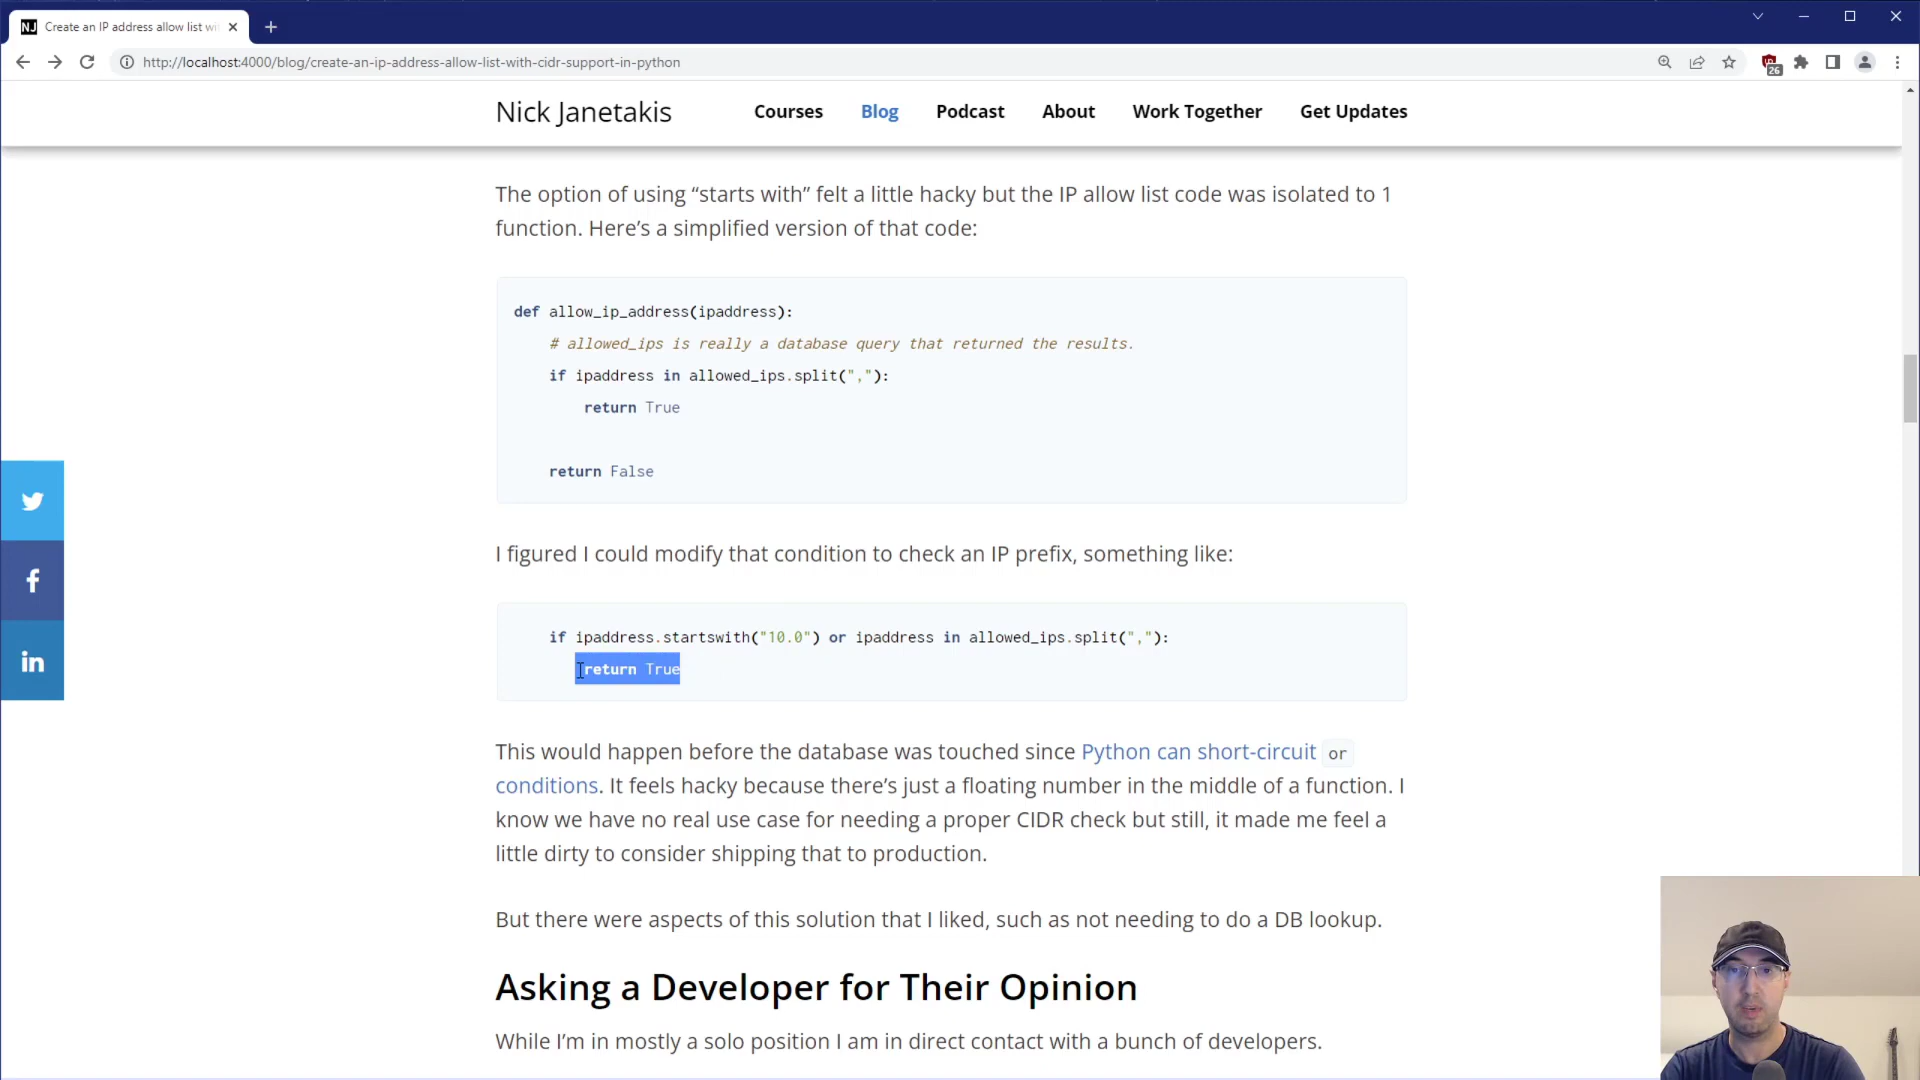 NJ Create an IP address allow list wi
http://localhost:4000/blog/create-an-ip-address-allow-list-with-cidr-support-in-python
26
Nick Janetakis Courses Blog Podcast About Work Together Get Updates
The option of using “starts with” felt a little hacky but the IP allow list code was isolated to 1
function. Here’s a simplified version of that code:
def allow_ip_address(ipaddress):
# allowed_ips is really a database query that returned the results.
if ipaddress in allowed_ips.split(","):
return True
return False
I figured I could modify that condition to check an IP prefix, something like:
if ipaddress.startswith("10.0") or ipaddress in allowed_ips.split(","):
return True
This would happen before the database was touched since Python can short-circuit or
conditions. It feels hacky because there’s just a floating number in the middle of a function. I
know we have no real use case for needing a proper CIDR check but still, it made me feel a
little dirty to consider shipping that to production.
But there were aspects of this solution that I liked, such as not needing to do a DB lookup.
Asking a Developer for Their Opinion
While I’m in mostly a solo position I am in direct contact with a bunch of developers.